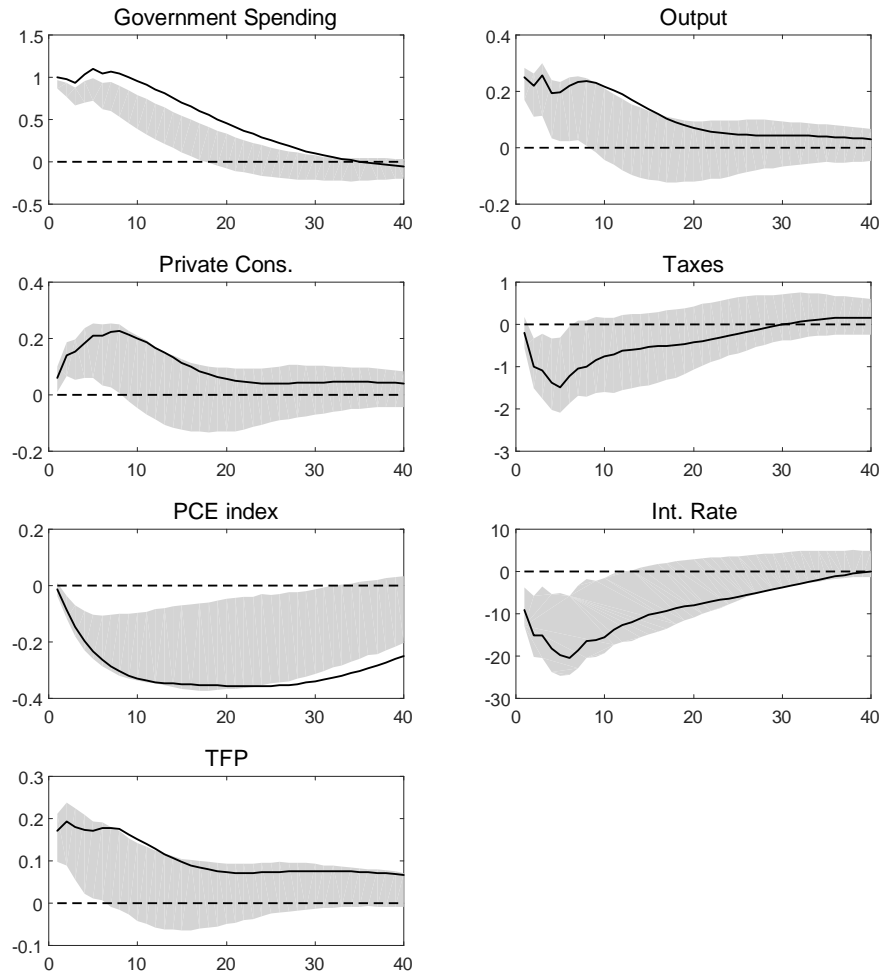 Government Spending
1.5
1
0.5
0
-0.5
0 10 20 30 40
Output
0.4
0.2
0
-0.2
0 10 20 30 40
Private Cons.
0.4
0.2
0
-0.2
0 10 20 30 40
Taxes
1
0
-1
-2
-3
0 10 20 30 40
PCE index
0.2
0
-0.2
-0.4
0 10 20 30 40
Int. Rate
10
0
-10
-20
-30
0 10 20 30 40
TFP
0.3
0.2
0.1
0
-0.1
0 10 20 30 40